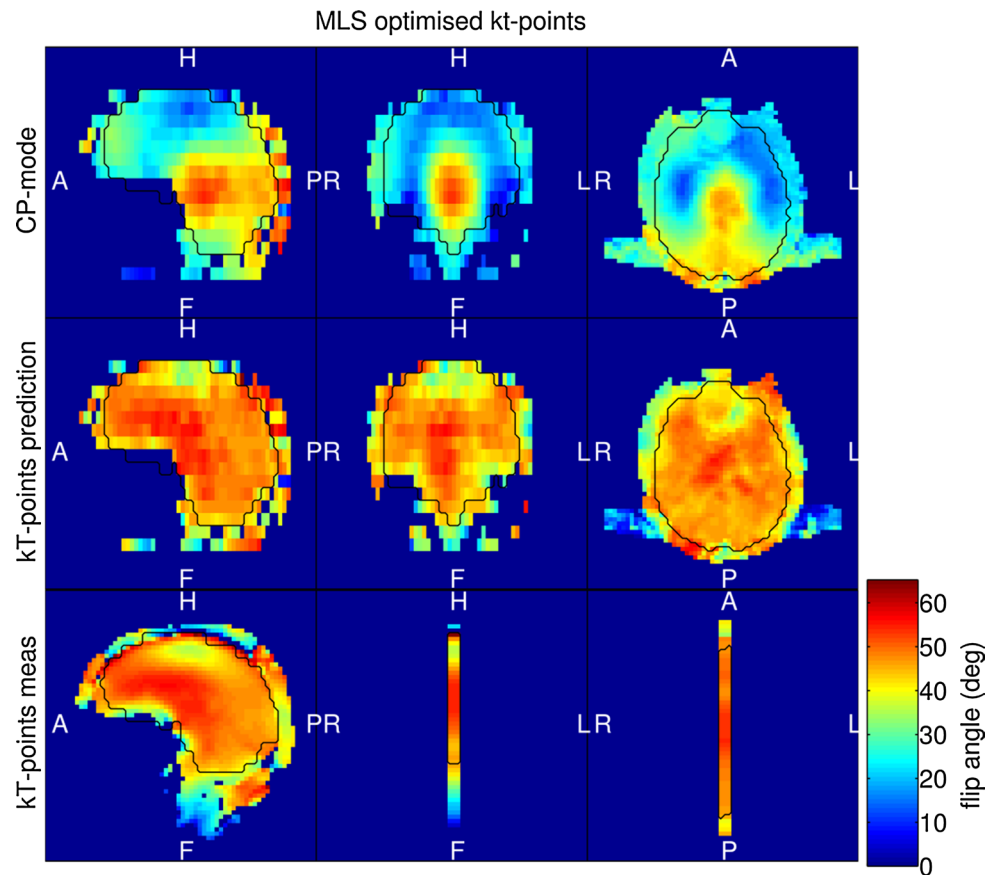 MLS optimised kt-points
H H A
CP-mode
A PR LR L
F F P
H H A
kT-points prediction
A PR LR L
F F P
H H A
kT-points meas
A PR LR L
F F P
60
50
40
30
20
10
0
flip angle (deg)